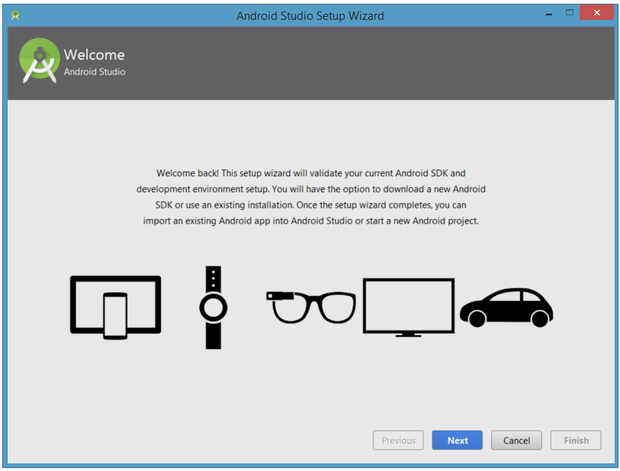 Android Studio Setup Wizard
Welcome
Android Studio
Welcome back! This setup wizard will validate your current Android SDK and
development environment setup. You will have the option to download a new Android
SDK or use an existing installation. Once the setup wizard completes, you can
import an existing Android app into Android Studio or start a new Android project.
Previous Next Cancel Finish